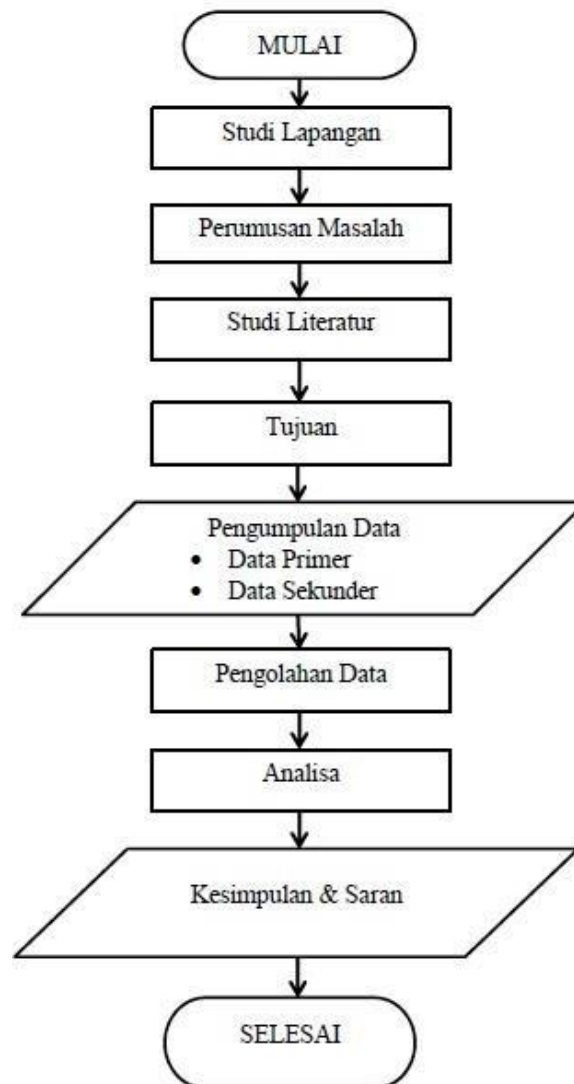 MULAI
Studi Lapangan
Perumusan Masalah
Studi Literatur
Tujuan
Pengumpulan Data
• Data Primer
• Data Sekunder
Pengolahan Data
Analisa
Kesimpulan & Saran
SELESAI